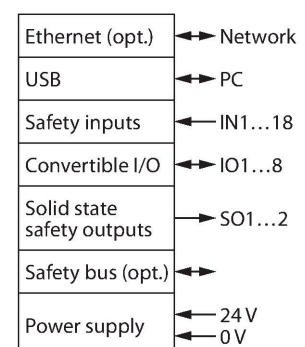 Ethernet (opt.) Network
USB PC
Safety inputs IN1...18
Convertible I/O IO1...8
Solid state
safety outputs SO1...2
Safety bus (opt.)
24 V
Power supply
0 V